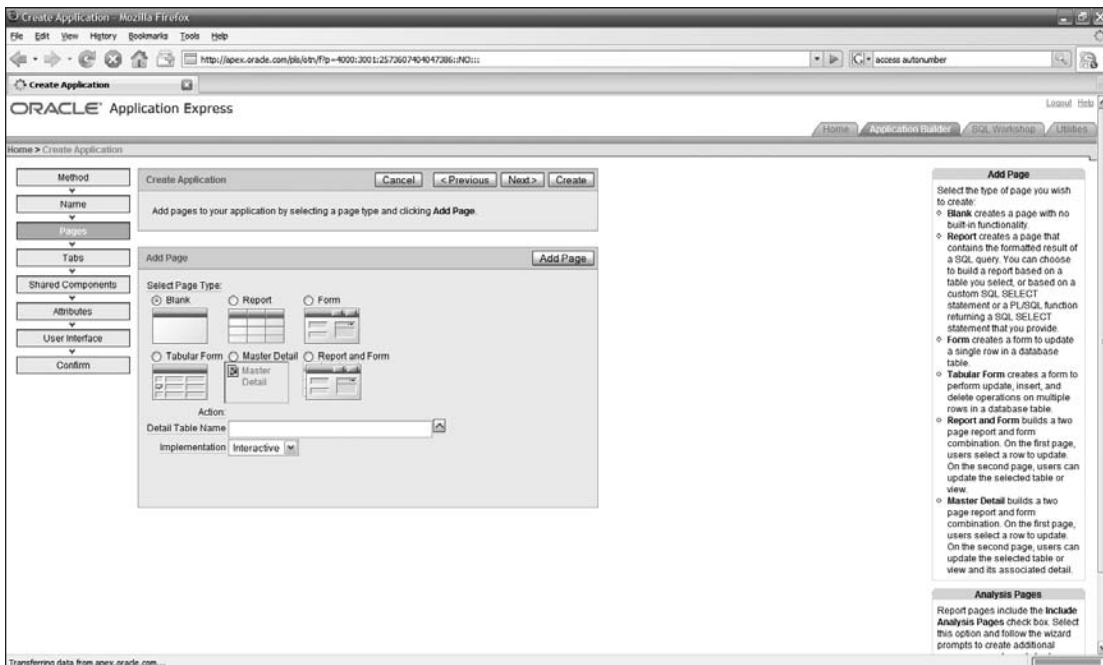 Create Application - Mozilla Firefox
File Edit View History Bookmarks Tools Help
http://apex.oracle.com/pls/otn/f?p=4000:3001:2573607404047386::NO:::
access autonumber
Create Application
ORACLE Application Express
Logout Help
Home Application Builder SQL Workshop Utilities
Home > Create Application
Method
Name
Pages
Tabs
Shared Components
Attributes
User Interface
Confirm
Create Application
Cancel < Previous Next > Create
Add pages to your application by selecting a page type and clicking Add Page.
Add Page
Add Page
Select Page Type:
Blank Report Form
Tabular Form Master Detail Report and Form
Master
Detail
Action:
Detail Table Name
Implementation Interactive
Add Page
Select the type of page you wish
to create:
Blank creates a page with no
built-in functionality.
Report creates a page that
contains the formatted result of
a SQL query. You can choose
to build a report based on a
table you select, or based on a
custom SQL SELECT
statement or a PL/SQL function
returning a SQL SELECT
statement that you provide.
Form creates a form to update
a single row in a database
table.
Tabular Form creates a form to
perform update, insert, and
delete operations on multiple
rows in a database table.
Report and Form builds a two
page report and form
combination. On the first page,
users select a row to update.
On the second page, users can
update the selected table or
view.
Master Detail builds a two
page report and form
combination. On the first page,
users select a row to update.
On the second page, users can
update the selected table or
view and its associated detail.
Analysis Pages
Report pages include the Include
Analysis Pages check box. Select
this option and follow the wizard
prompts to create additional
Transferring data from apex.oracle.com...